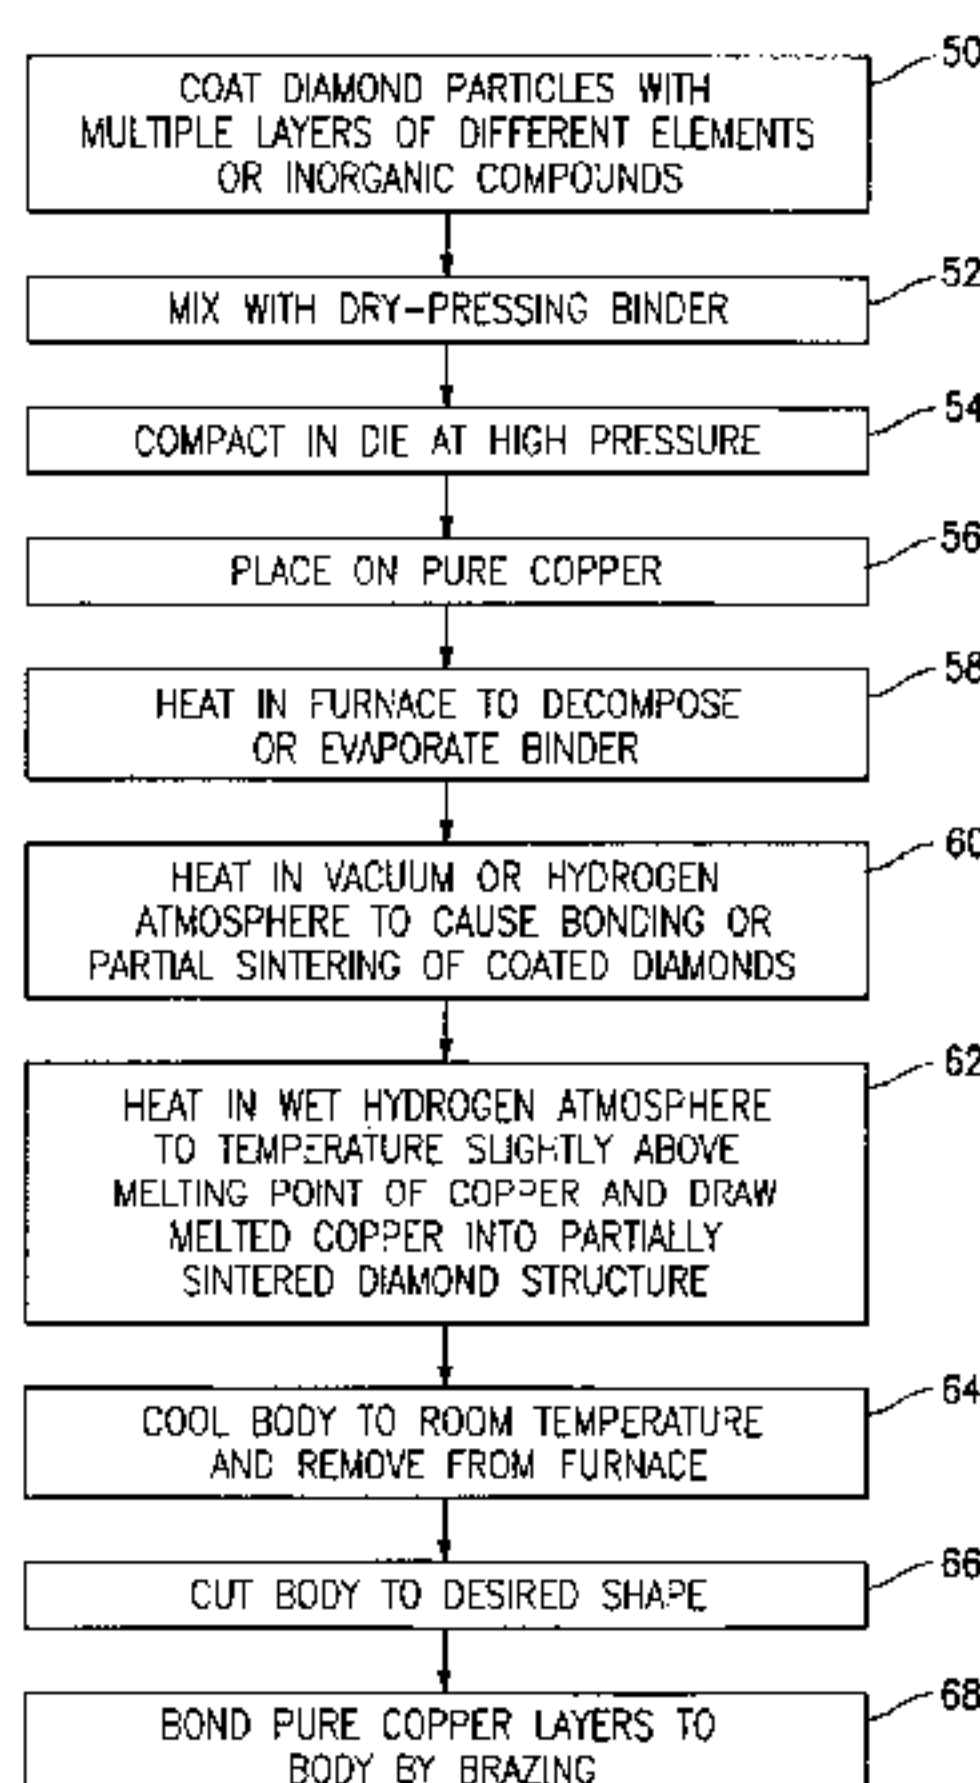 50
COAT DIAMOND PARTICLES WITH
MULTIPLE LAYERS OF DIFFERENT ELEMENTS
OR INORGANIC COMPOUNDS
52
MIX WITH DRY-PRESSING BINDER
54
COMPACT IN DIE AT HIGH PRESSURE
56
PLACE ON PURE COPPER
58
HEAT IN FURNACE TO DECOMPOSE
OR EVAPORATE BINDER
60
HEAT IN VACUUM OR HYDROGEN
ATMOSPHERE TO CAUSE BONDING OR
PARTIAL SINTERING OF COATED DIAMONDS
62
HEAT IN WET HYDROGEN ATMOSPHERE
TO TEMPERATURE SLIGHTLY ABOVE
MELTING POINT OF COPPER AND DRAW
MELTED COPPER INTO PARTIALLY
SINTERED DIAMOND STRUCTURE
64
COOL BODY TO ROOM TEMPERATURE
AND REMOVE FROM FURNACE
66
CUT BODY TO DESIRED SHAPE
68
BOND PURE COPPER LAYERS TO
BODY BY BRAZING